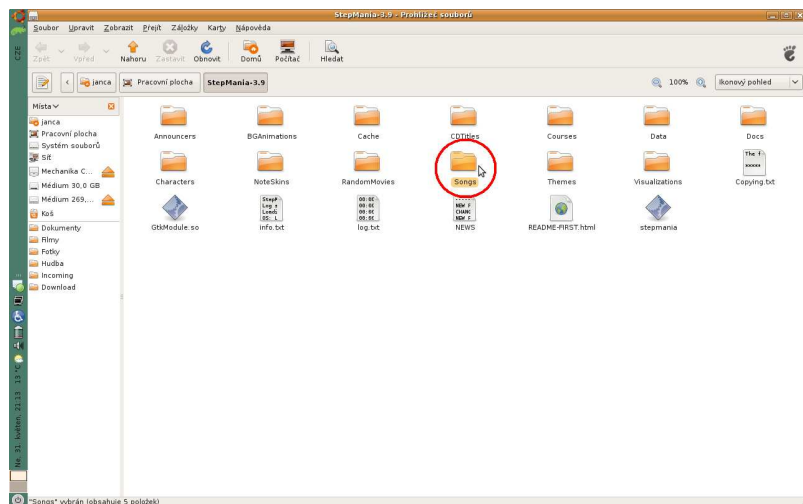 StepMania-3.9 - Prohlížeč souborů
Soubor Upravit Zobrazit Přejít Záložky Karty Nápověda
Zpět Vpřed Nahoru Zastavit Obnovit Domů Počítač Hledat
janca Pracovní plocha StepMania-3.9 100% Ikonový pohled
Místa
janca
Pracovní plocha
Systém souborů
Síť
Mechanika C...
Médium 30,0 GB
Médium 269,...
Koš
Dokumenty
Filmy
Fotky
Hudba
Incoming
Download
Announcers BGAnimations Cache CDTitles Courses Data Docs
Characters NoteSkins RandomMovies Songs Themes Visualizations Copying.txt
GtkModule.so info.txt log.txt NEWS README-FIRST.html stepmania
CZE
Ne, 31. květen, 21:13
13 °C
"Songs" vybrán (obsahuje 5 položek)